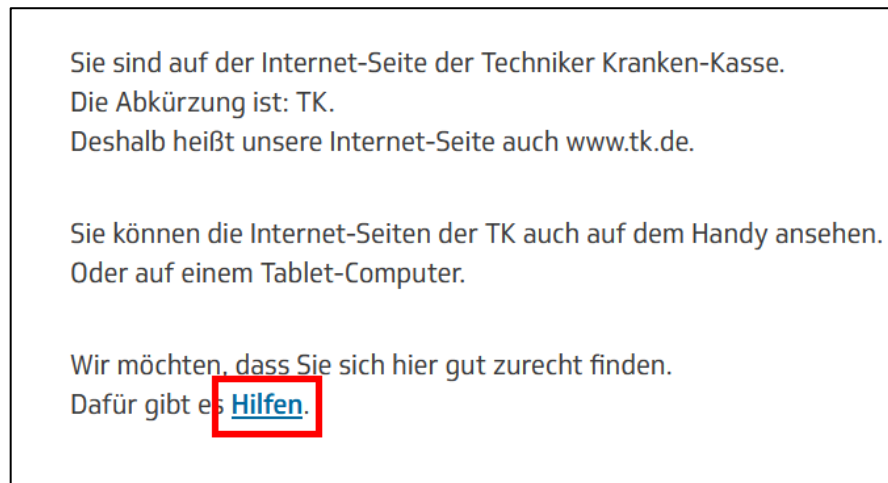 Sie sind auf der Internet-Seite der Techniker Kranken-Kasse.
Die Abkürzung ist: TK.
Deshalb heißt unsere Internet-Seite auch www.tk.de.
Sie können die Internet-Seiten der TK auch auf dem Handy ansehen.
Oder auf einem Tablet-Computer.
Wir möchten, dass Sie sich hier gut zurecht finden.
Dafür gibt es Hilfen.